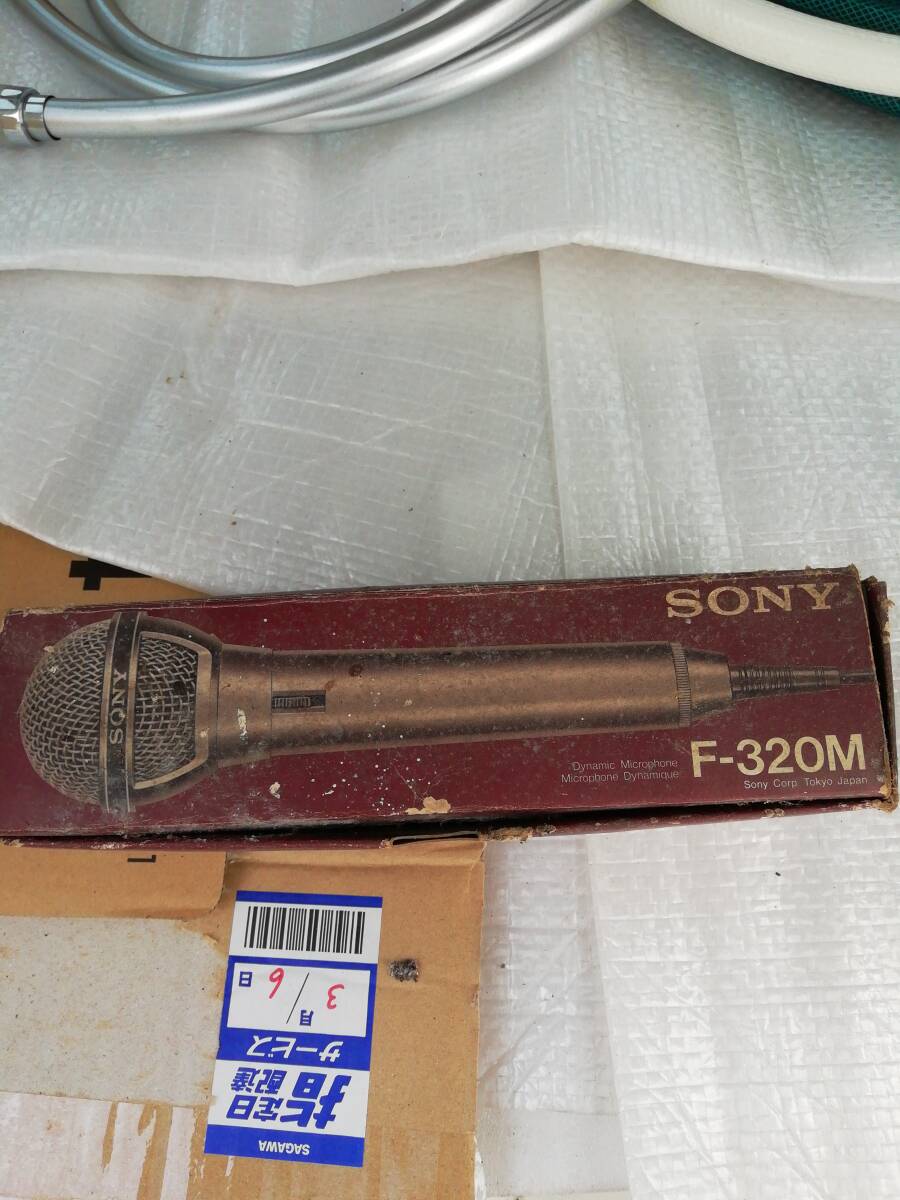 SONY
SONY
F-320M
Dynamic Microphone
Microphone Dynamique
Sony Corp. Tokyo Japan
SAGAWA
指定日
配達
サービス
3月/6日